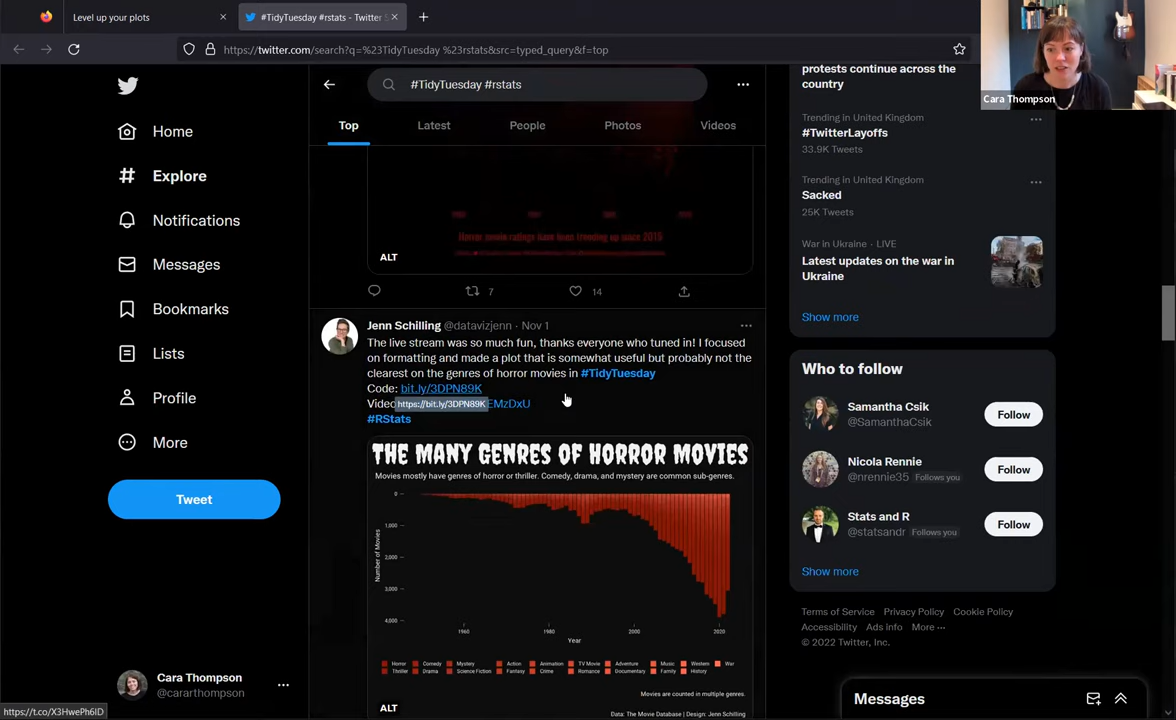 Level up your plots
#TidyTuesday #rstats - Twitter S
https://twitter.com/search?q=%23TidyTuesday %23rstats&src=typed_query&f=top
Cara Thompson
Home
Explore
Notifications
Messages
Bookmarks
Lists
Profile
More
Tweet
Cara Thompson
@cararthompson
https://t.co/X3HwePh6ID
#TidyTuesday #rstats
Top
Latest
People
Photos
Videos
Horror movie ratings have been trending up since 2015
ALT
7
14
Jenn Schilling @datavizjenn · Nov 1
The live stream was so much fun, thanks everyone who tuned in! I focused
on formatting and made a plot that is somewhat useful but probably not the
clearest on the genres of horror movies in #TidyTuesday
Code: bit.ly/3DPN89K
Video
https://bit.ly/3DPN89K
EMzDxU
#RStats
THE MANY GENRES OF HORROR MOVIES
Movies mostly have genres of horror or thriller. Comedy, drama, and mystery are common sub-genres.
Number of Movies
0
1,000
2,000
3,000
4,000
1960
1980
2000
2020
Year
Horror Comedy Mystery Action Animation TV Movie Adventure Music Western War
Thriller Drama Science Fiction Fantasy Crime Romance Documentary Family History
Movies are counted in multiple genres.
Data: The Movie Database | Design: Jenn Schilling
ALT
protests continue across the
country
Trending in United Kingdom
#TwitterLayoffs
33.9K Tweets
Trending in United Kingdom
Sacked
25K Tweets
War in Ukraine · LIVE
Latest updates on the war in
Ukraine
Show more
Who to follow
Samantha Csik
@SamanthaCsik
Follow
Nicola Rennie
@nrennie35 Follows you
Follow
Stats and R
@statsandr Follows you
Follow
Show more
Terms of Service Privacy Policy Cookie Policy
Accessibility Ads info More ···
© 2022 Twitter, Inc.
Messages